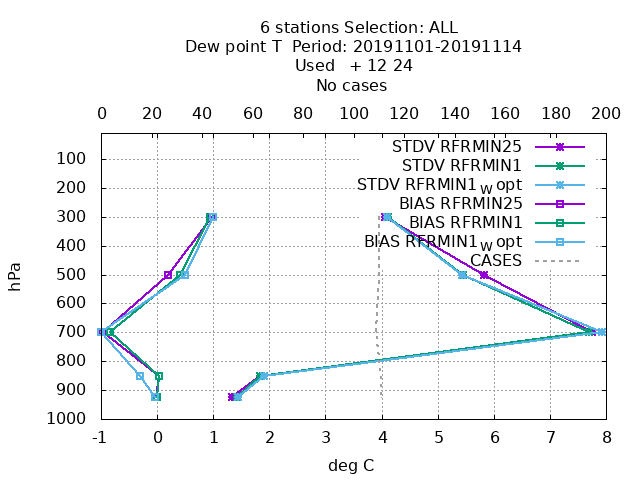 6 stations Selection: ALL
Dew point T  Period: 20191101-20191114
Used   + 12 24
No cases
0 20 40 60 80 100 120 140 160 180 200
STDV RFRMIN25
STDV RFRMIN1
STDV RFRMIN1_W opt
BIAS RFRMIN25
BIAS RFRMIN1
BIAS RFRMIN1_W opt
CASES
hPa
100
200
300
400
500
600
700
800
900
1000
-1 0 1 2 3 4 5 6 7 8
deg C